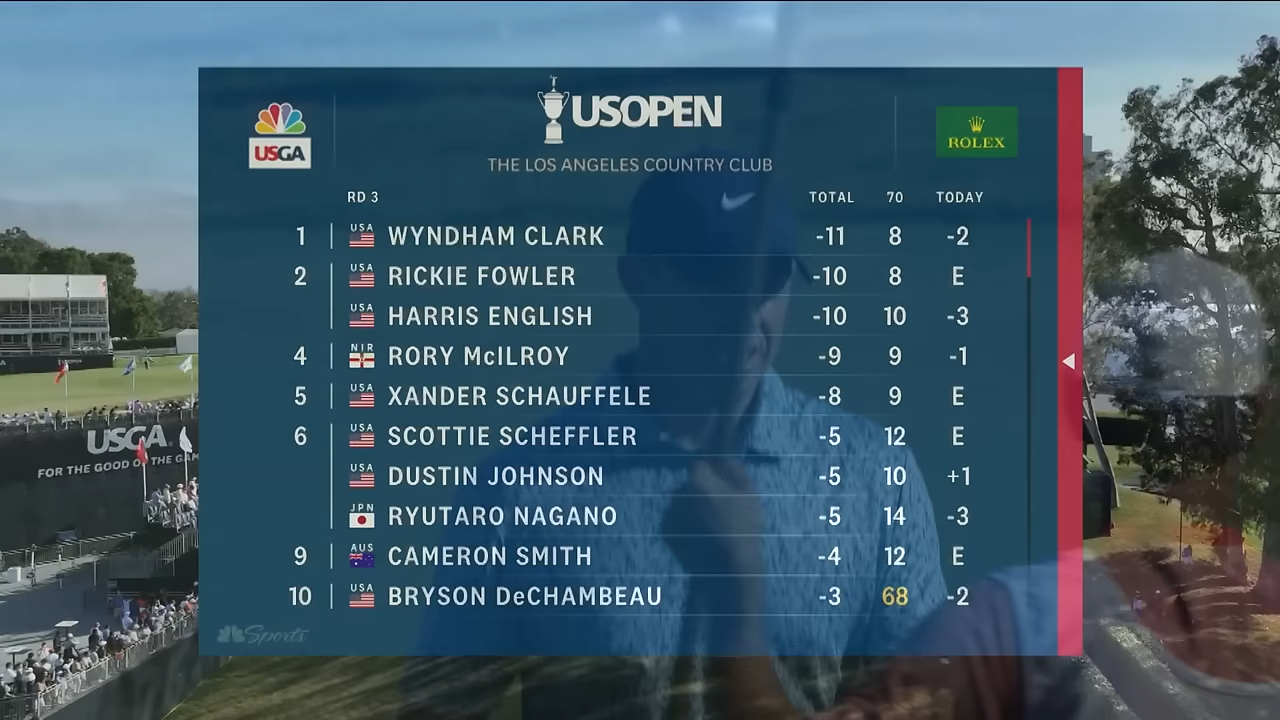 USOPEN
USGA
ROLEX
THE LOS ANGELES COUNTRY CLUB
RD 3 TOTAL 70 TODAY
1 USA WYNDHAM CLARK -11 8 -2
2 USA RICKIE FOWLER -10 8 E
USA HARRIS ENGLISH -10 10 -3
4 NIR RORY McILROY -9 9 -1
5 USA XANDER SCHAUFFELE -8 9 E
6 USA SCOTTIE SCHEFFLER -5 12 E
USA DUSTIN JOHNSON -5 10 +1
JPN RYUTARO NAGANO -5 14 -3
9 AUS CAMERON SMITH -4 12 E
10 USA BRYSON DeCHAMBEAU -3 68 -2
Sports
USGA
FOR THE GOOD OF THE GAM